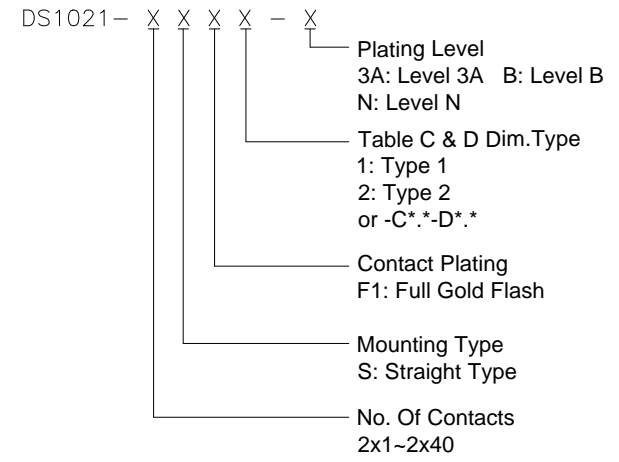 DS1021- X X X X - X
Plating Level
3A: Level 3A B: Level B
N: Level N
Table C & D Dim.Type
1: Type 1
2: Type 2
or -C*.*-D*.*
Contact Plating
F1: Full Gold Flash
Mounting Type
S: Straight Type
No. Of Contacts
2x1~2x40